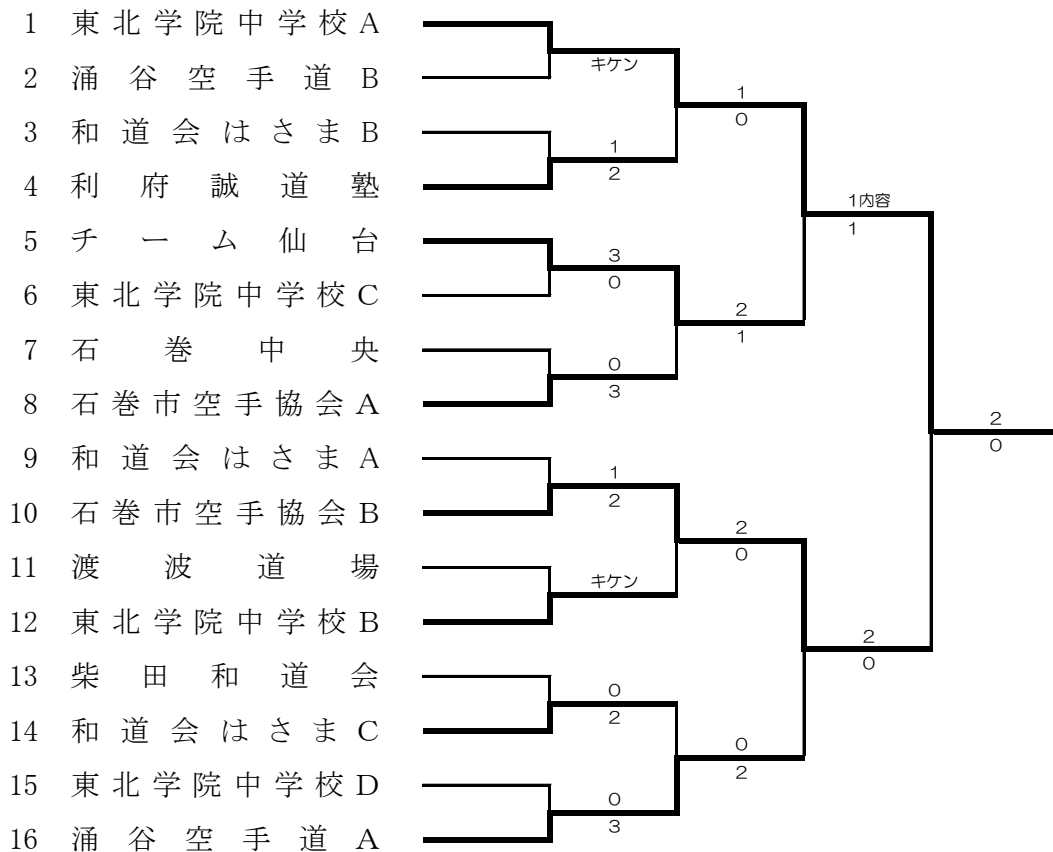 1 東北学院中学校A
2 涌谷空手道B
キケン
3 和道会はさまB
1
2
4 利府誠道塾
1
0
5 チーム仙台
3
0
6 東北学院中学校C
7 石巻中央
0
3
8 石巻市空手協会A
2
1
1内容
1
9 和道会はさまA
1
2
10 石巻市空手協会B
11 渡波道場
キケン
12 東北学院中学校B
2
0
13 柴田和道会
0
2
14 和道会はさまC
15 東北学院中学校D
0
3
16 涌谷空手道A
0
2
2
0
2
0